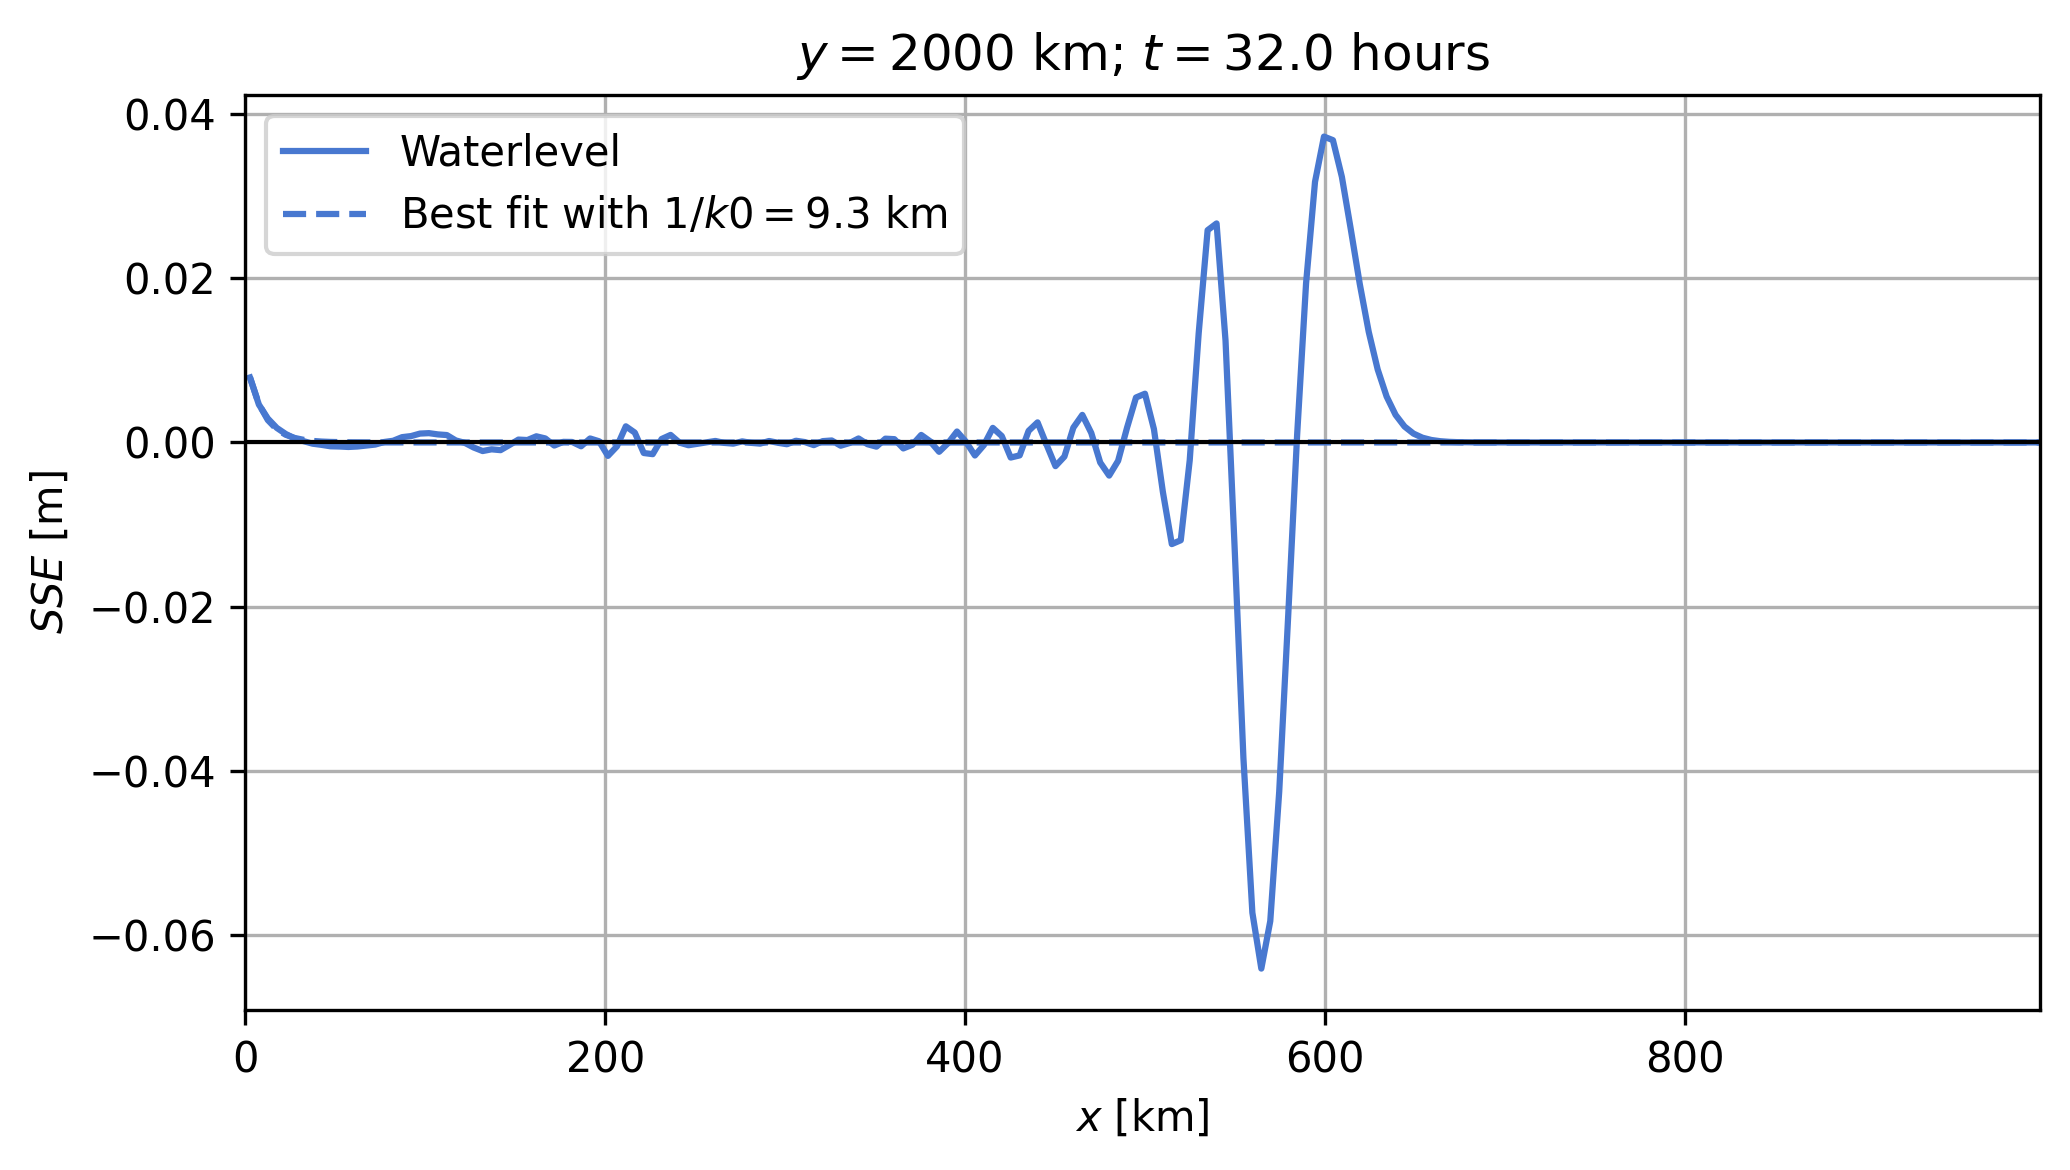 y = 2000 km; t = 32.0 hours
0.04
0.02
0.00
−0.02
−0.04
−0.06
SSE [m]
Waterlevel
Best fit with 1/k0 = 9.3 km
0 200 400 600 800
x [km]